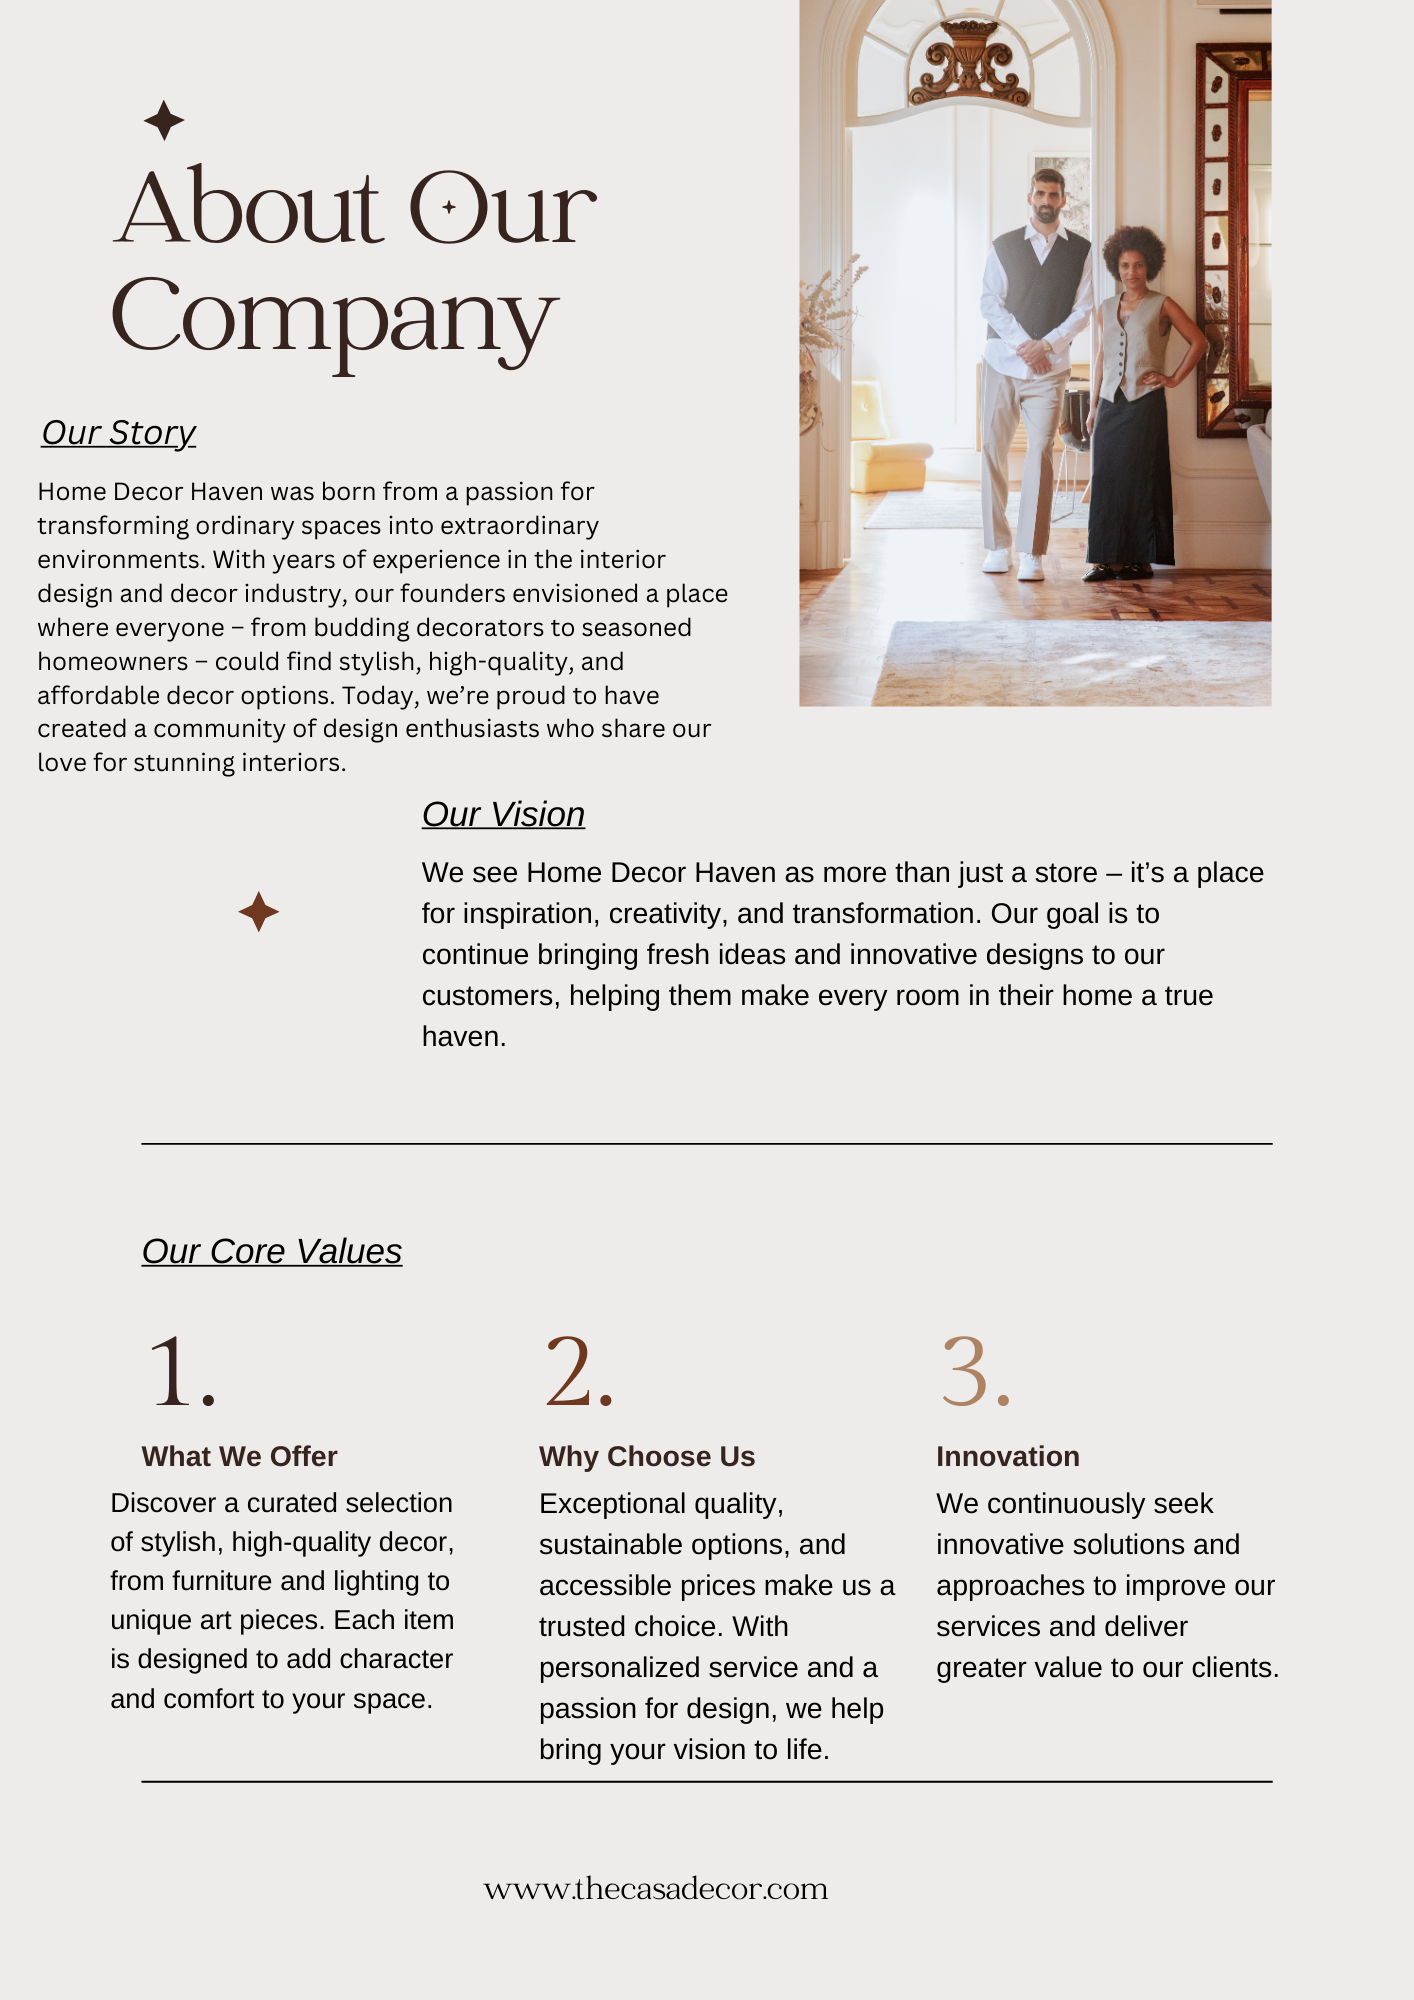 About Our
Company
Our Story
Home Decor Haven was born from a passion for
transforming ordinary spaces into extraordinary
environments. With years of experience in the interior
design and decor industry, our founders envisioned a place
where everyone – from budding decorators to seasoned
homeowners – could find stylish, high-quality, and
affordable decor options. Today, we’re proud to have
created a community of design enthusiasts who share our
love for stunning interiors.
Our Vision
We see Home Decor Haven as more than just a store – it’s a place
for inspiration, creativity, and transformation. Our goal is to
continue bringing fresh ideas and innovative designs to our
customers, helping them make every room in their home a true
haven.
Our Core Values
1.
What We Offer
Discover a curated selection
of stylish, high-quality decor,
from furniture and lighting to
unique art pieces. Each item
is designed to add character
and comfort to your space.
2.
Why Choose Us
Exceptional quality,
sustainable options, and
accessible prices make us a
trusted choice. With
personalized service and a
passion for design, we help
bring your vision to life.
3.
Innovation
We continuously seek
innovative solutions and
approaches to improve our
services and deliver
greater value to our clients.
www.thecasadecor.com